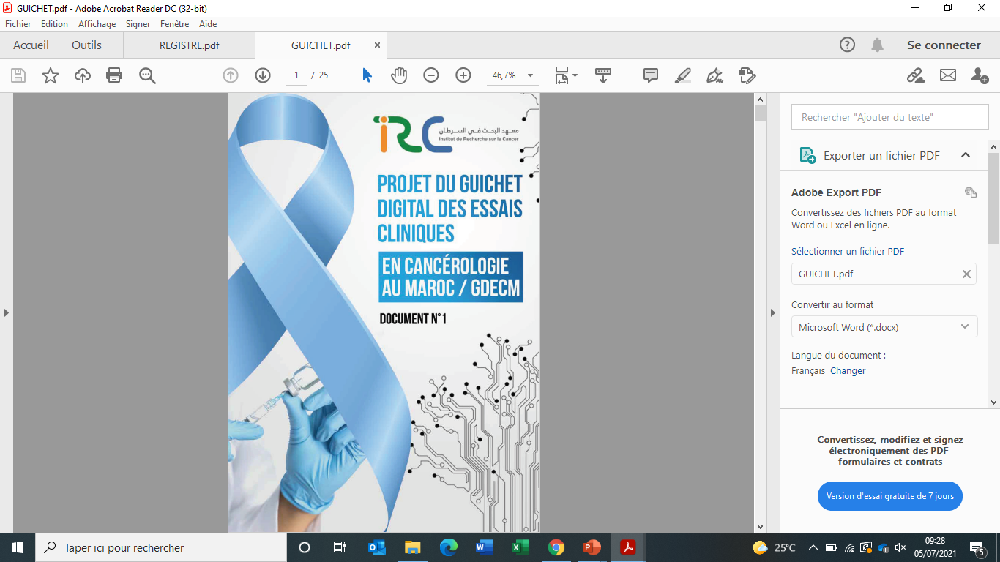 GUICHET.pdf - Adobe Acrobat Reader DC (32-bit)
Fichier Edition Affichage Signer Fenêtre Aide
Accueil Outils REGISTRE.pdf GUICHET.pdf Se connecter
1 / 25 46,7%
iRC
معهد البحث في السرطان
Institut de Recherche sur le Cancer
PROJET DU GUICHET
DIGITAL DES ESSAIS
CLINIQUES
EN CANCÉROLOGIE
AU MAROC / GDECM
DOCUMENT N°1
Rechercher "Ajouter du texte"
Exporter un fichier PDF
Adobe Export PDF
Convertissez des fichiers PDF au format
Word ou Excel en ligne.
Sélectionner un fichier PDF
GUICHET.pdf
Convertir au format
Microsoft Word (*.docx)
Langue du document :
Français Changer
Convertissez, modifiez et signez
électroniquement des PDF
formulaires et contrats
Version d'essai gratuite de 7 jours
Taper ici pour rechercher
25°C
09:28
05/07/2021
5